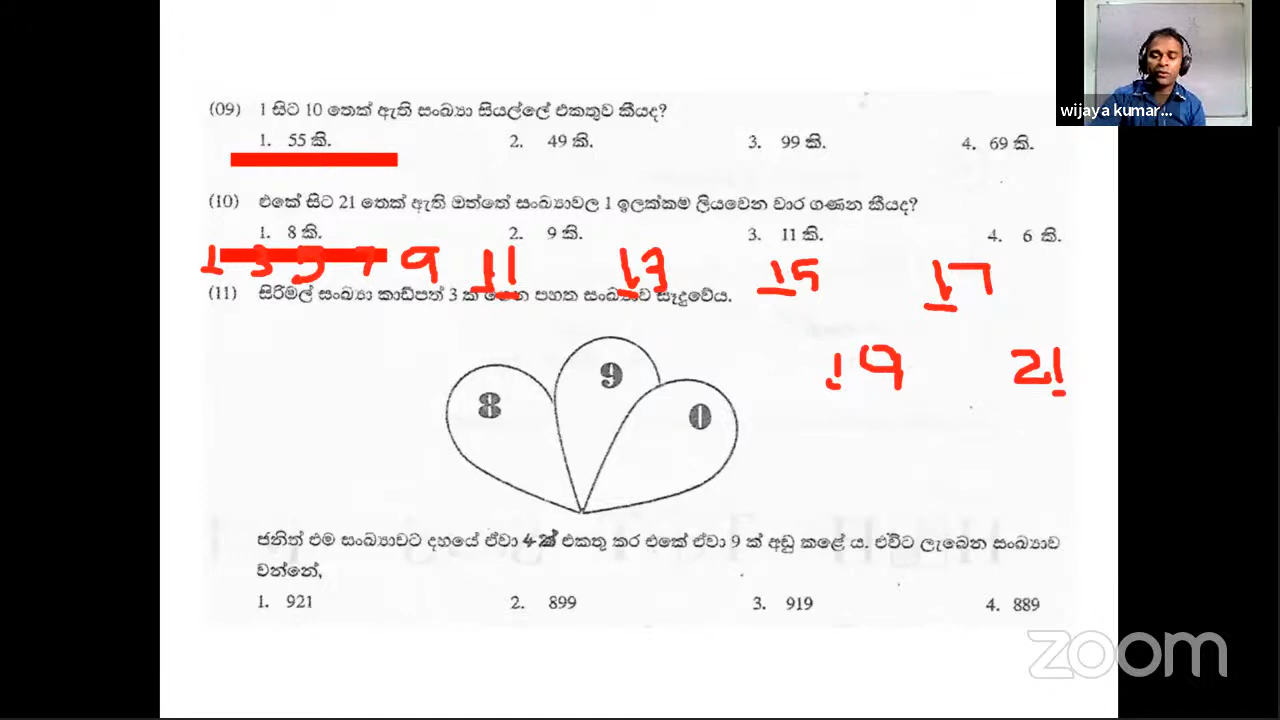 wijaya kumar...
(09) 1 සිට 10 තෙක් ඇති සංඛ්‍යා සියල්ලේ එකතුව කීයද?
1. 55 කි. 2. 49 කි. 3. 99 කි. 4. 69 කි.
(10) එකේ සිට 21 තෙක් ඇති ඔත්තේ සංඛ්‍යාවල 1 ඉලක්කම ලියවෙන වාර ගණන කීයද?
1. 8 කි. 2. 9 කි. 3. 11 කි. 4. 6 කි.
1 3 5 7 9 11 13 15 17
(11) සිරිමල් සංඛ්‍යා කාඩ්පත් 3 ක් පහත සංඛ්‍යාව සෑදුවේය.
19 21
8 9 0
ජනිත් එම සංඛ්‍යාවට දහයේ ඒවා 4ක් එකතු කර එකේ ඒවා 9 ක් අඩු කළේ ය. එවිට ලැබෙන සංඛ්‍යාව
වන්නේ,
1. 921 2. 899 3. 919 4. 889
zoom